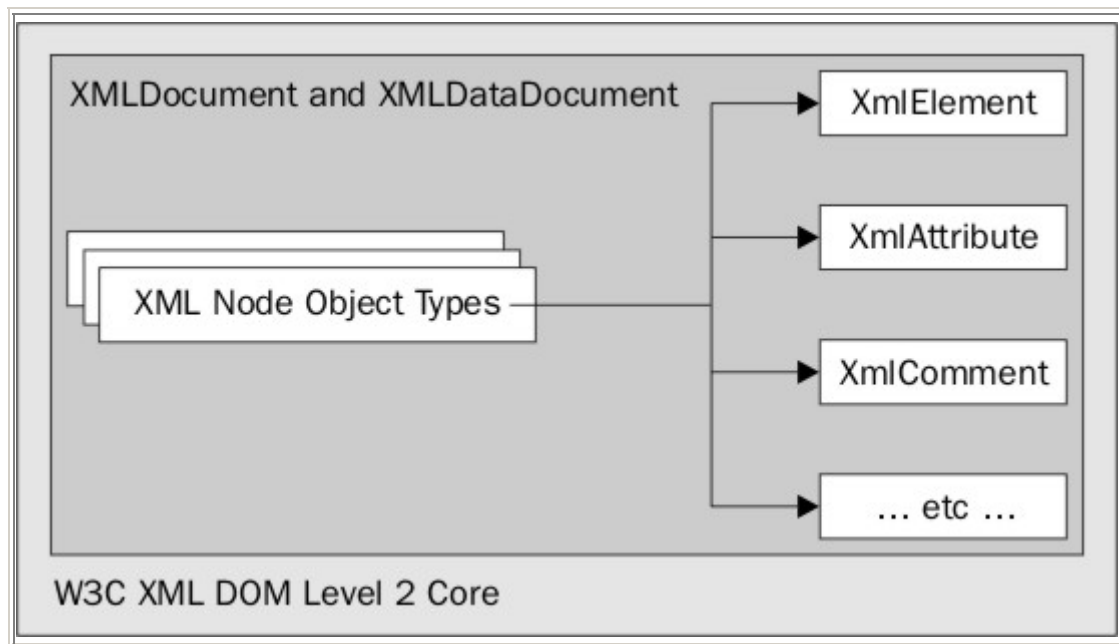 XMLDocument and XMLDataDocument
XML Node Object Types
XmlElement
XmlAttribute
XmlComment
... etc ...
W3C XML DOM Level 2 Core